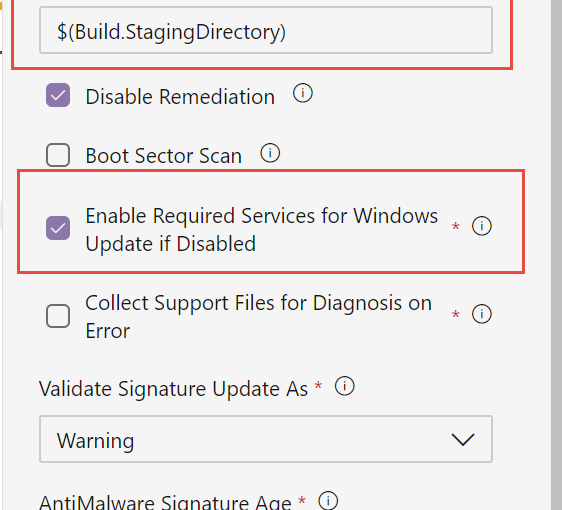 $(Build.StagingDirectory)
Disable Remediation
Boot Sector Scan
Enable Required Services for Windows
Update if Disabled *
Collect Support Files for Diagnosis on
Error *
Validate Signature Update As *
Warning
AntiMalware Signature Age *